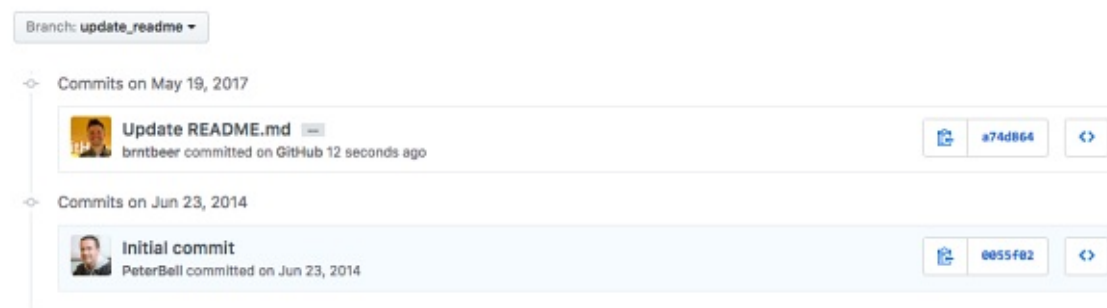 Branch: update_readme
Commits on May 19, 2017
Update README.md
brntbeer committed on GitHub 12 seconds ago
a74d864
Commits on Jun 23, 2014
Initial commit
PeterBell committed on Jun 23, 2014
0055f02